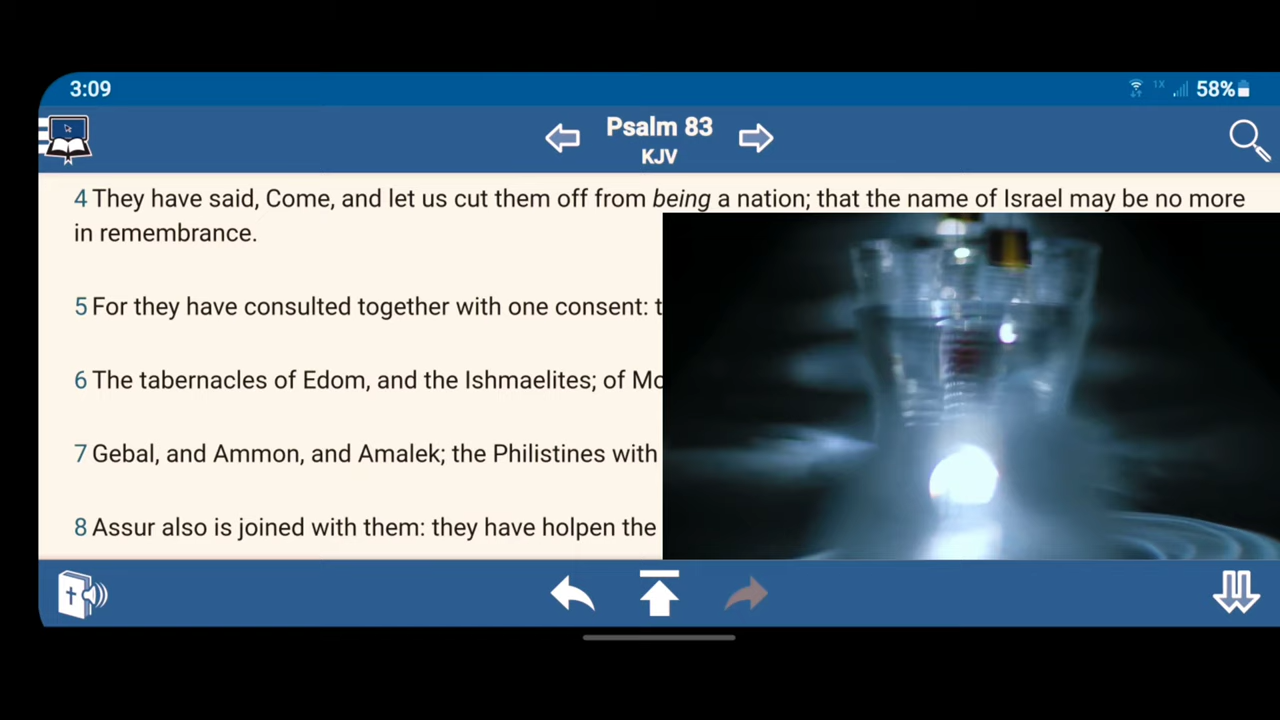 3:09
1X
58%
Psalm 83
KJV
4 They have said, Come, and let us cut them off from being a nation; that the name of Israel may be no more
in remembrance.
5 For they have consulted together with one consent: t
6 The tabernacles of Edom, and the Ishmaelites; of Mo
7 Gebal, and Ammon, and Amalek; the Philistines with
8 Assur also is joined with them: they have holpen the